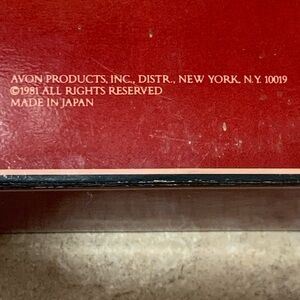 AVON PRODUCTS, INC., DISTR., NEW YORK, N.Y. 10019
©1981 ALL RIGHTS RESERVED
MADE IN JAPAN